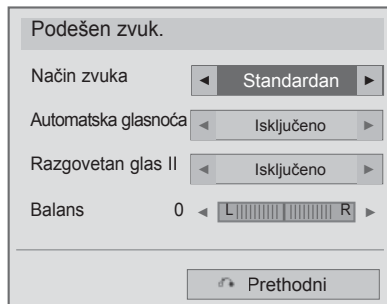 Podešen zvuk.
Način zvuka ◄ Standardan ►
Automatska glasnoća ◄ Isključeno ►
Razgovetan glas II ◄ Isključeno ►
Balans 0 ◄ L R ►
Prethodni